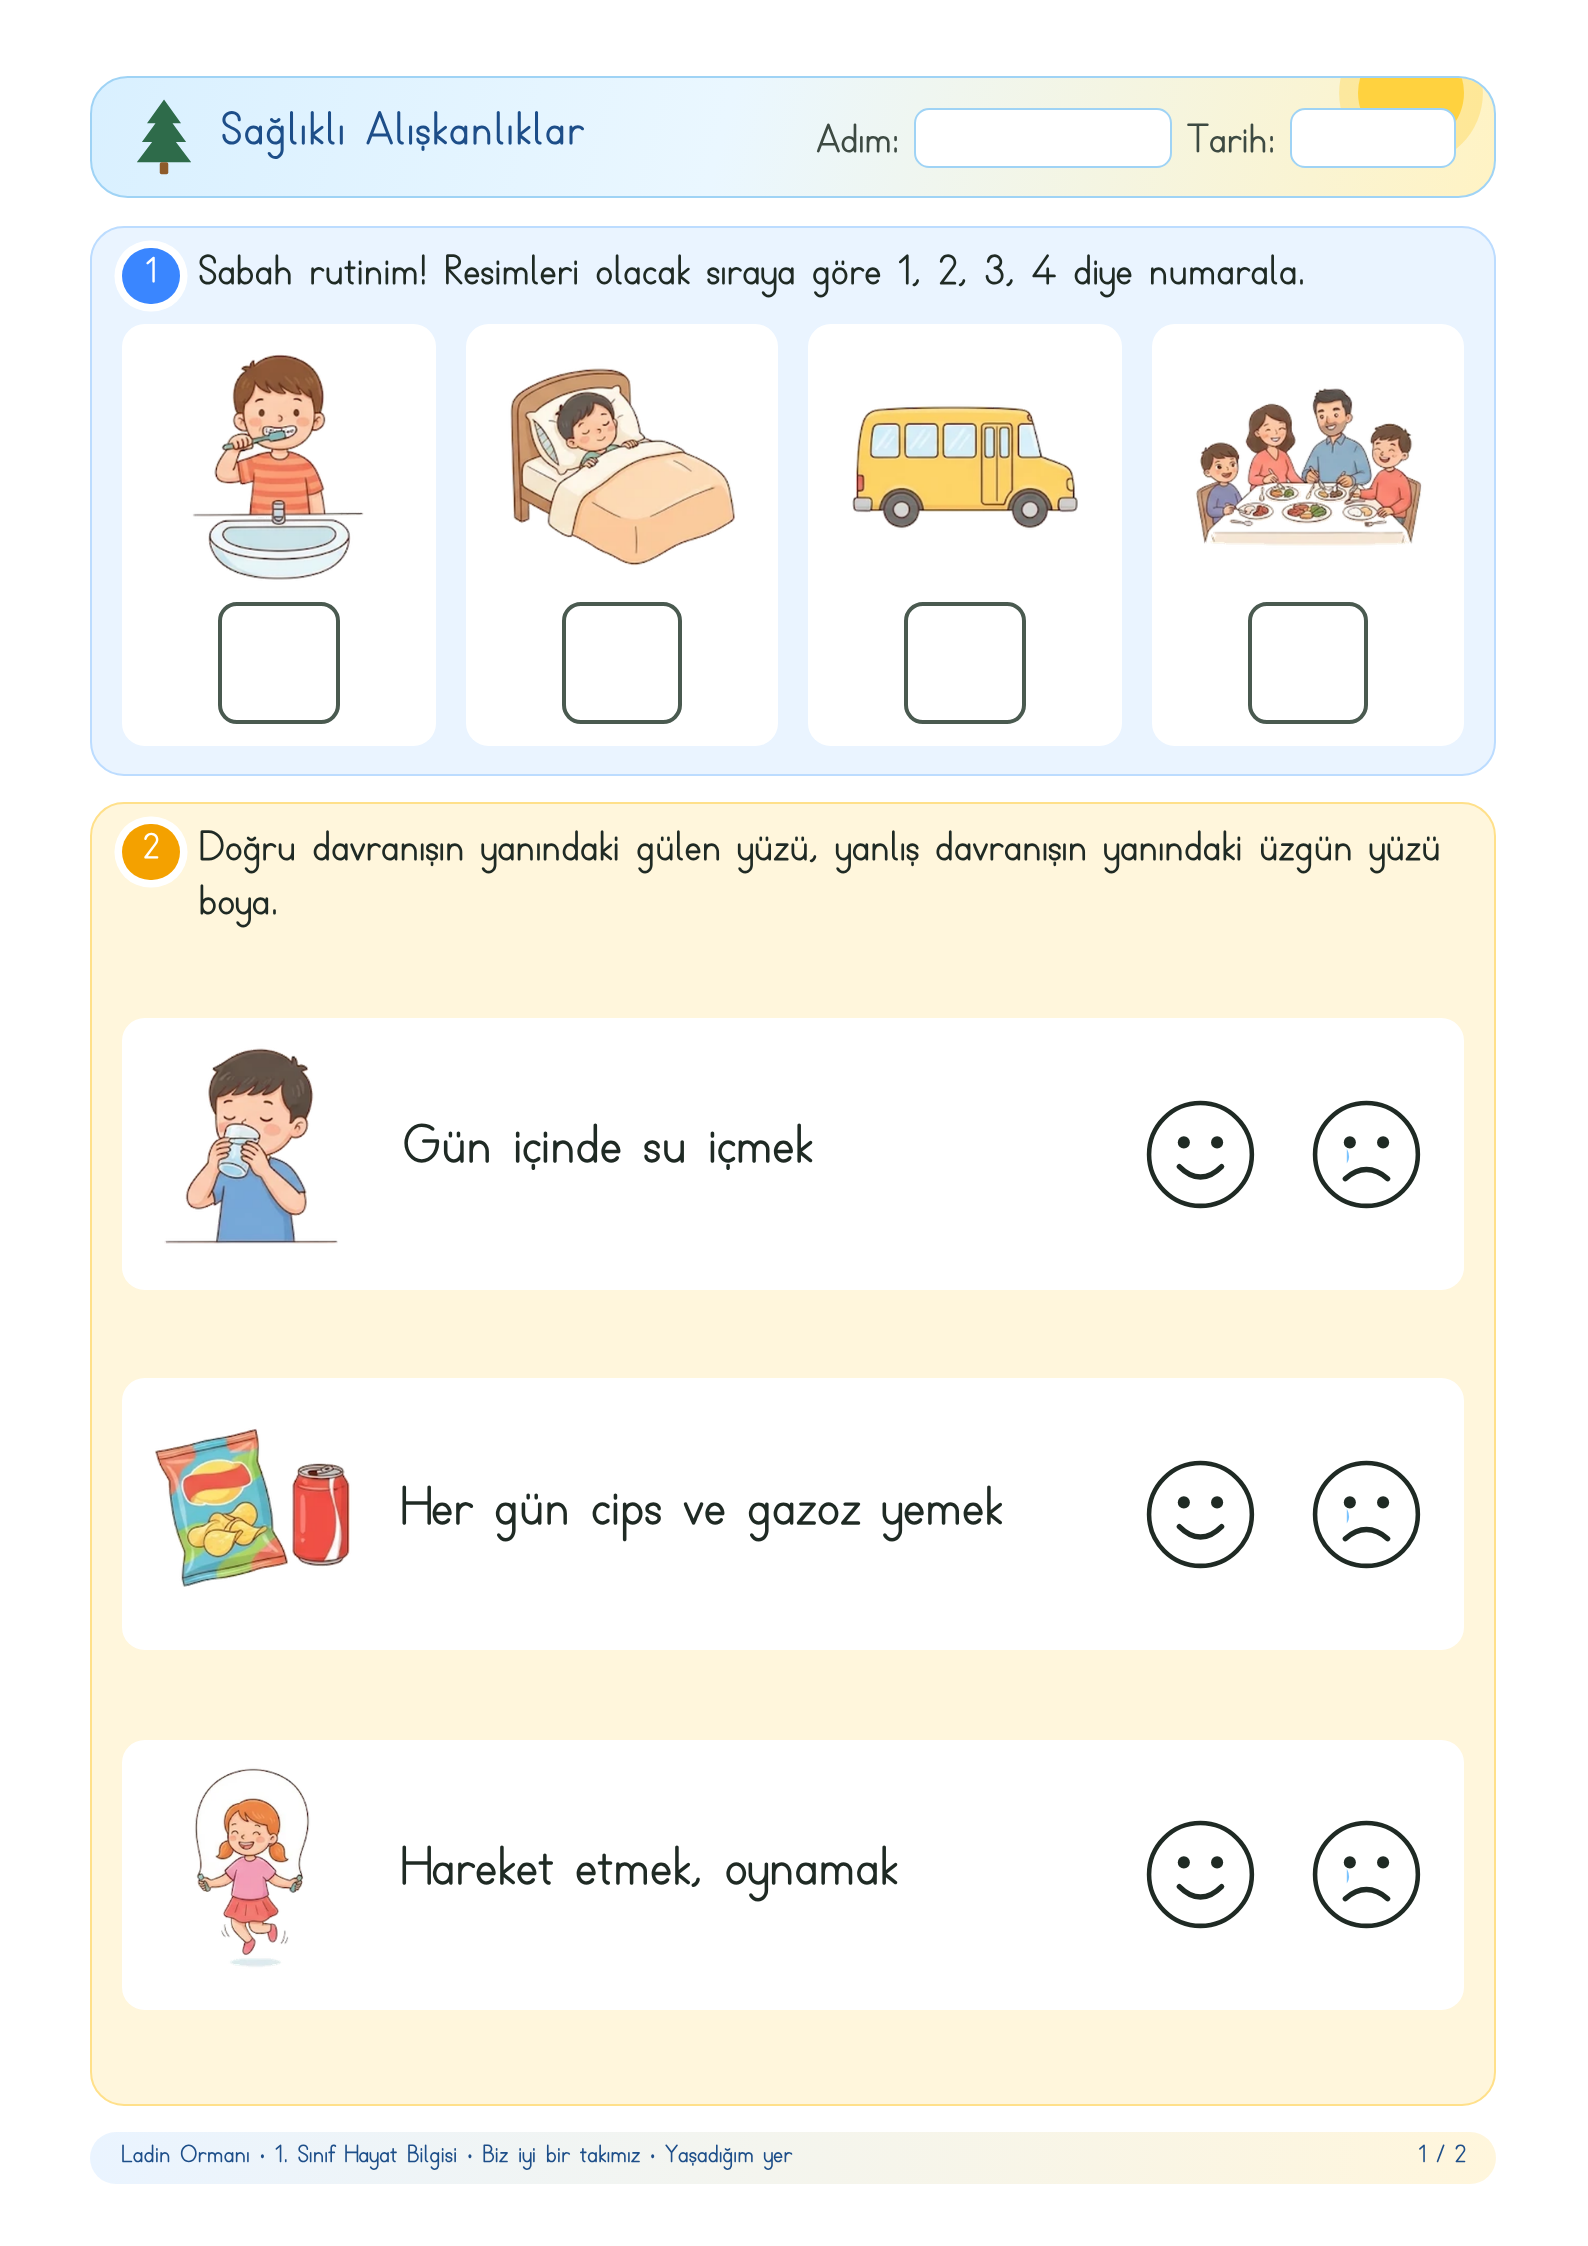 Sağlıklı Alışkanlıklar
Adım:
Tarih:
1 Sabah rutinim! Resimleri olacak sıraya göre 1, 2, 3, 4 diye numarala.
2 Doğru davranışın yanındaki gülen yüzü, yanlış davranışın yanındaki üzgün yüzü
boya.
Gün içinde su içmek
Her gün cips ve gazoz yemek
Hareket etmek, oynamak
Ladin Ormanı • 1. Sınıf Hayat Bilgisi • Biz iyi bir takımız • Yaşadığım yer
1 / 2